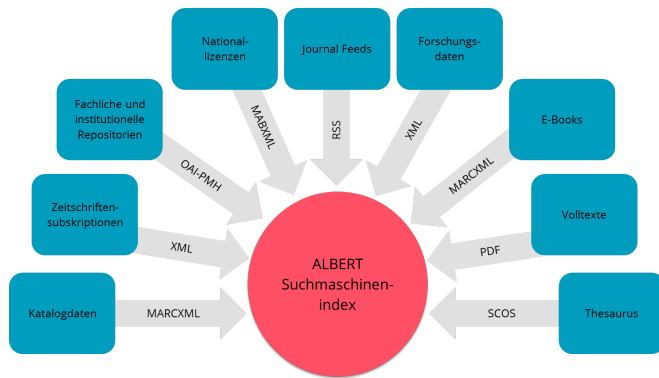 National-
lizenzen
Journal Feeds
Forschungs-
daten
Fachliche und
institutionelle
Repositorien
E-Books
MABXML
RSS
XML
OAI-PMH
MARCXML
Zeitschriften-
subskriptionen
Volltexte
XML
PDF
ALBERT
Suchmaschinen-
index
Katalogdaten
MARCXML
SCOS
Thesaurus